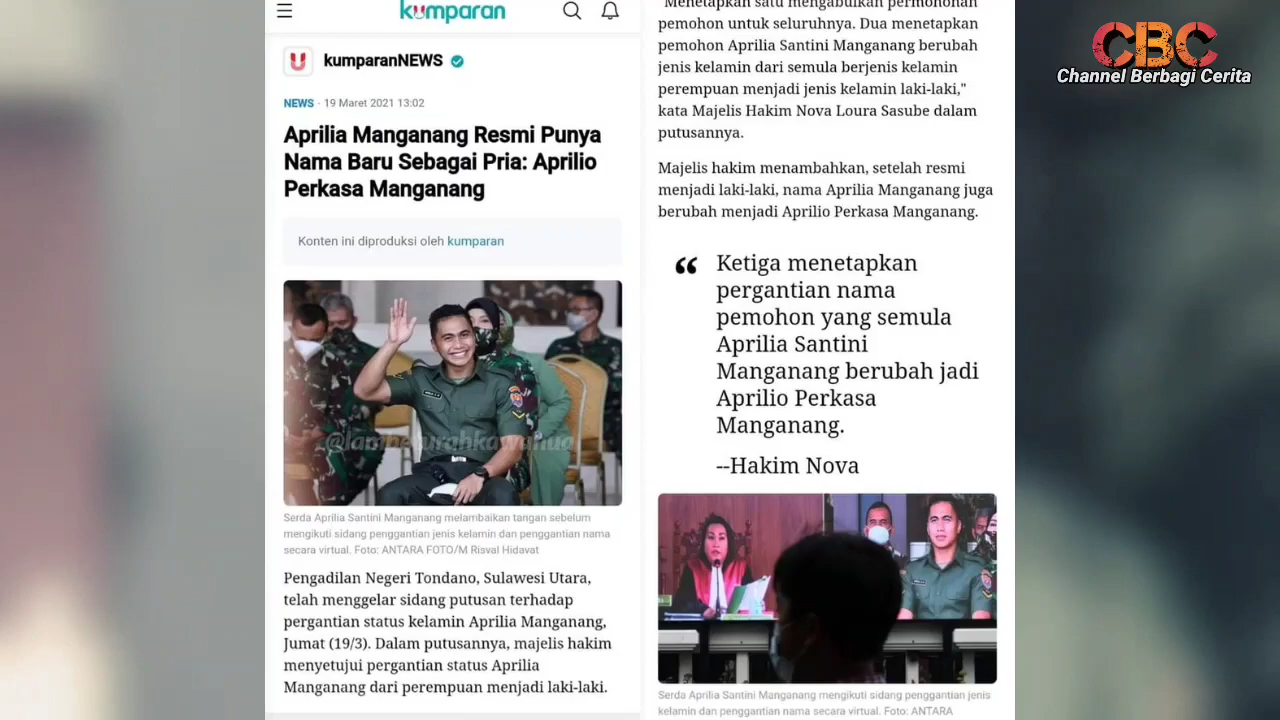 kumparan
kumparanNEWS
NEWS · 19 Maret 2021 13:02
Aprilia Manganang Resmi Punya
Nama Baru Sebagai Pria: Aprilio
Perkasa Manganang
Konten ini diproduksi oleh kumparan
@lambeturahkawanua
Serda Aprilia Santini Manganang melambaikan tangan sebelum
mengikuti sidang penggantian jenis kelamin dan penggantian nama
secara virtual. Foto: ANTARA FOTO/M Risyal Hidayat
Pengadilan Negeri Tondano, Sulawesi Utara,
telah menggelar sidang putusan terhadap
pergantian status kelamin Aprilia Manganang,
Jumat (19/3). Dalam putusannya, majelis hakim
menyetujui pergantian status Aprilia
Manganang dari perempuan menjadi laki-laki.
"Menetapkan satu mengabulkan permohonan
pemohon untuk seluruhnya. Dua menetapkan
pemohon Aprilia Santini Manganang berubah
jenis kelamin dari semula berjenis kelamin
perempuan menjadi jenis kelamin laki-laki,"
kata Majelis Hakim Nova Loura Sasube dalam
putusannya.
Majelis hakim menambahkan, setelah resmi
menjadi laki-laki, nama Aprilia Manganang juga
berubah menjadi Aprilio Perkasa Manganang.
“ Ketiga menetapkan
pergantian nama
pemohon yang semula
Aprilia Santini
Manganang berubah jadi
Aprilio Perkasa
Manganang.
--Hakim Nova
Serda Aprilia Santini Manganang mengikuti sidang penggantian jenis
kelamin dan penggantian nama secara virtual. Foto: ANTARA
CBC
Channel Berbagi Cerita